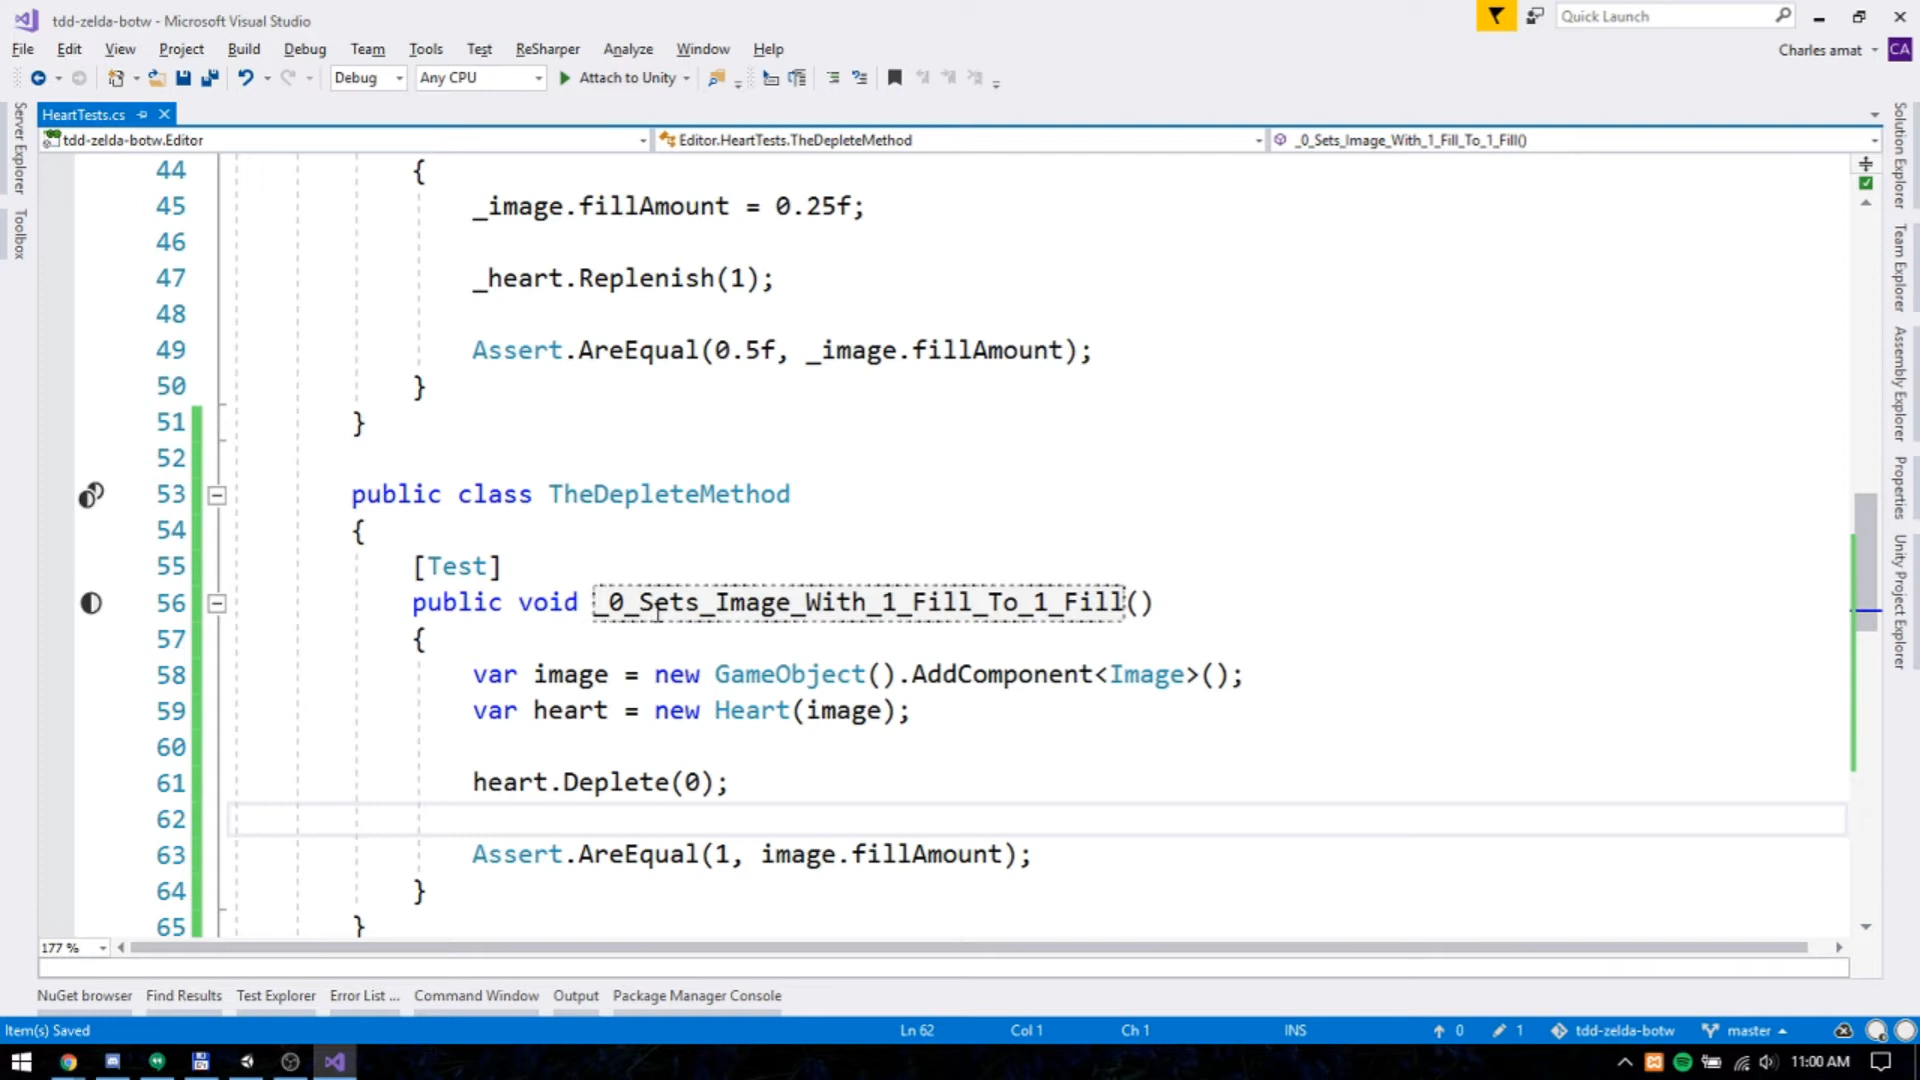 tdd-zelda-botw - Microsoft Visual Studio
Quick Launch
File Edit View Project Build Debug Team Tools Test ReSharper Analyze Window Help
Charles amat CA
Debug Any CPU Attach to Unity
HeartTests.cs
tdd-zelda-botw.Editor Editor.HeartTests.TheDepleteMethod _0_Sets_Image_With_1_Fill_To_1_Fill()
Server Explorer
Toolbox
Solution Explorer
Team Explorer
Assembly Explorer
Properties
Unity Project Explorer
44 {
45 _image.fillAmount = 0.25f;
46
47 _heart.Replenish(1);
48
49 Assert.AreEqual(0.5f, _image.fillAmount);
50 }
51 }
52
53 public class TheDepleteMethod
54 {
55 [Test]
56 public void _0_Sets_Image_With_1_Fill_To_1_Fill()
57 {
58 var image = new GameObject().AddComponent<Image>();
59 var heart = new Heart(image);
60
61 heart.Deplete(0);
62
63 Assert.AreEqual(1, image.fillAmount);
64 }
65 }
177 %
NuGet browser Find Results Test Explorer Error List ... Command Window Output Package Manager Console
Item(s) Saved Ln 62 Col 1 Ch 1 INS 0 1 tdd-zelda-botw master
11:00 AM